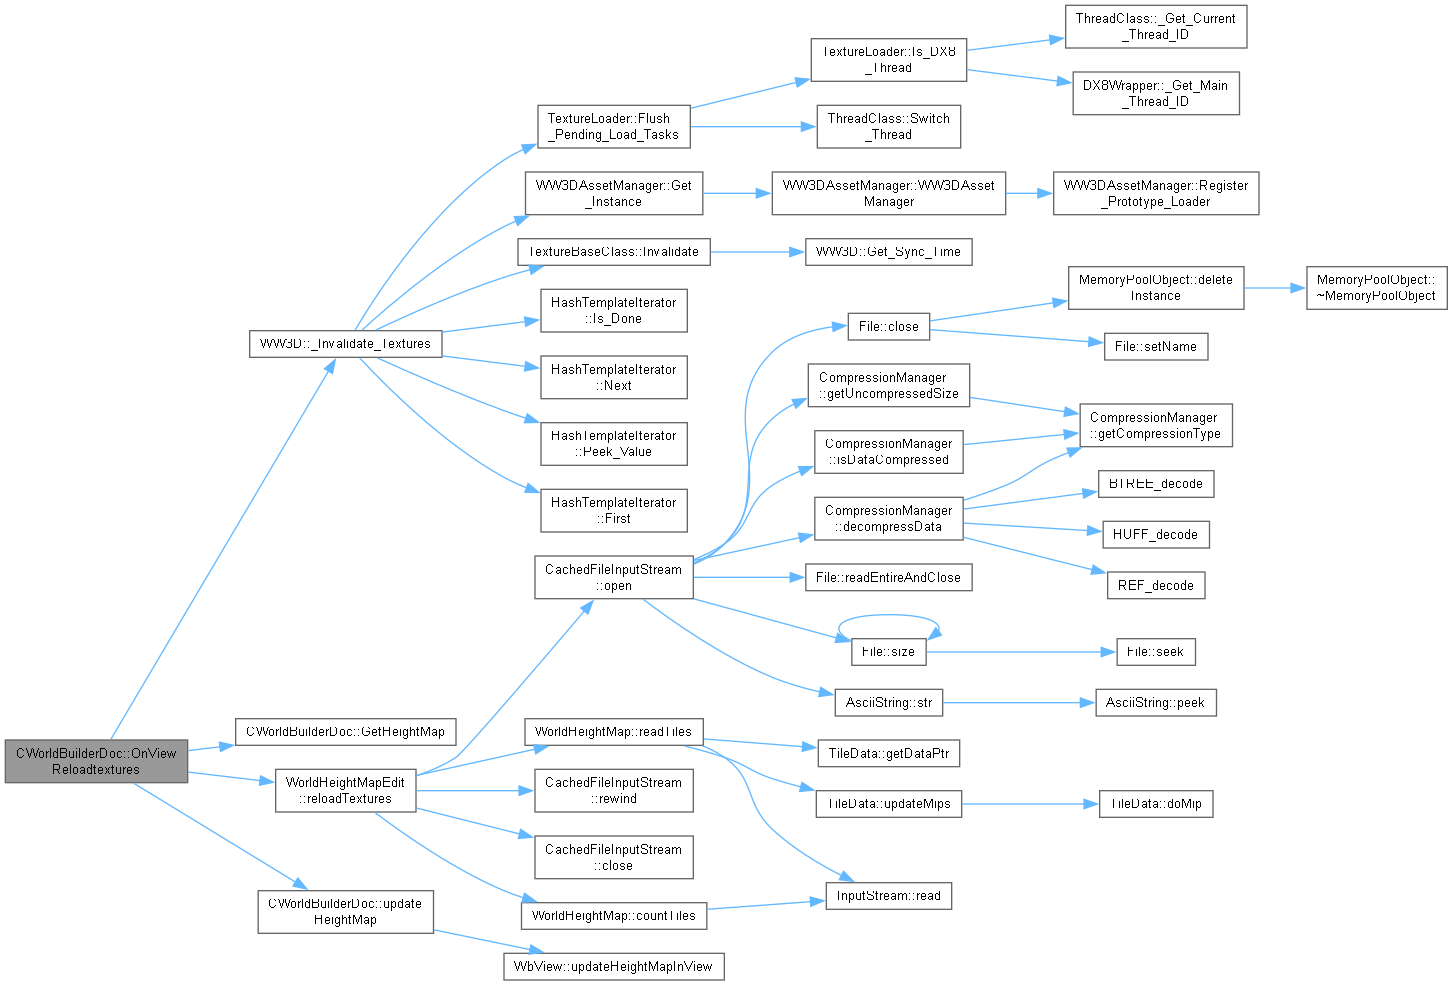 ThreadClass::_Get_Current
_Thread_ID
TextureLoader::Is_DX8
_Thread
DX8Wrapper::_Get_Main
_Thread_ID
TextureLoader::Flush
_Pending_Load_Tasks
ThreadClass::Switch
_Thread
WW3DAssetManager::Get
_Instance
WW3DAssetManager::WW3DAsset
Manager
WW3DAssetManager::Register
_Prototype_Loader
TextureBaseClass::Invalidate
WW3D::Get_Sync_Time
MemoryPoolObject::delete
Instance
MemoryPoolObject::
~MemoryPoolObject
HashTemplateIterator
::Is_Done
File::close
File::setName
WW3D::_Invalidate_Textures
HashTemplateIterator
::Next
CompressionManager
::getUncompressedSize
CompressionManager
::getCompressionType
HashTemplateIterator
::Peek_Value
CompressionManager
::isDataCompressed
BTREE_decode
HashTemplateIterator
::First
CompressionManager
::decompressData
HUFF_decode
CachedFileInputStream
::open
File::readEntireAndClose
REF_decode
File::size
File::seek
AsciiString::str
AsciiString::peek
CWorldBuilderDoc::OnView
Reloadtextures
CWorldBuilderDoc::GetHeightMap
WorldHeightMap::readTiles
TileData::getDataPtr
WorldHeightMapEdit
::reloadTextures
CachedFileInputStream
::rewind
TileData::updateMips
TileData::doMip
CachedFileInputStream
::close
InputStream::read
CWorldBuilderDoc::update
HeightMap
WorldHeightMap::countTiles
WbView::updateHeightMapInView